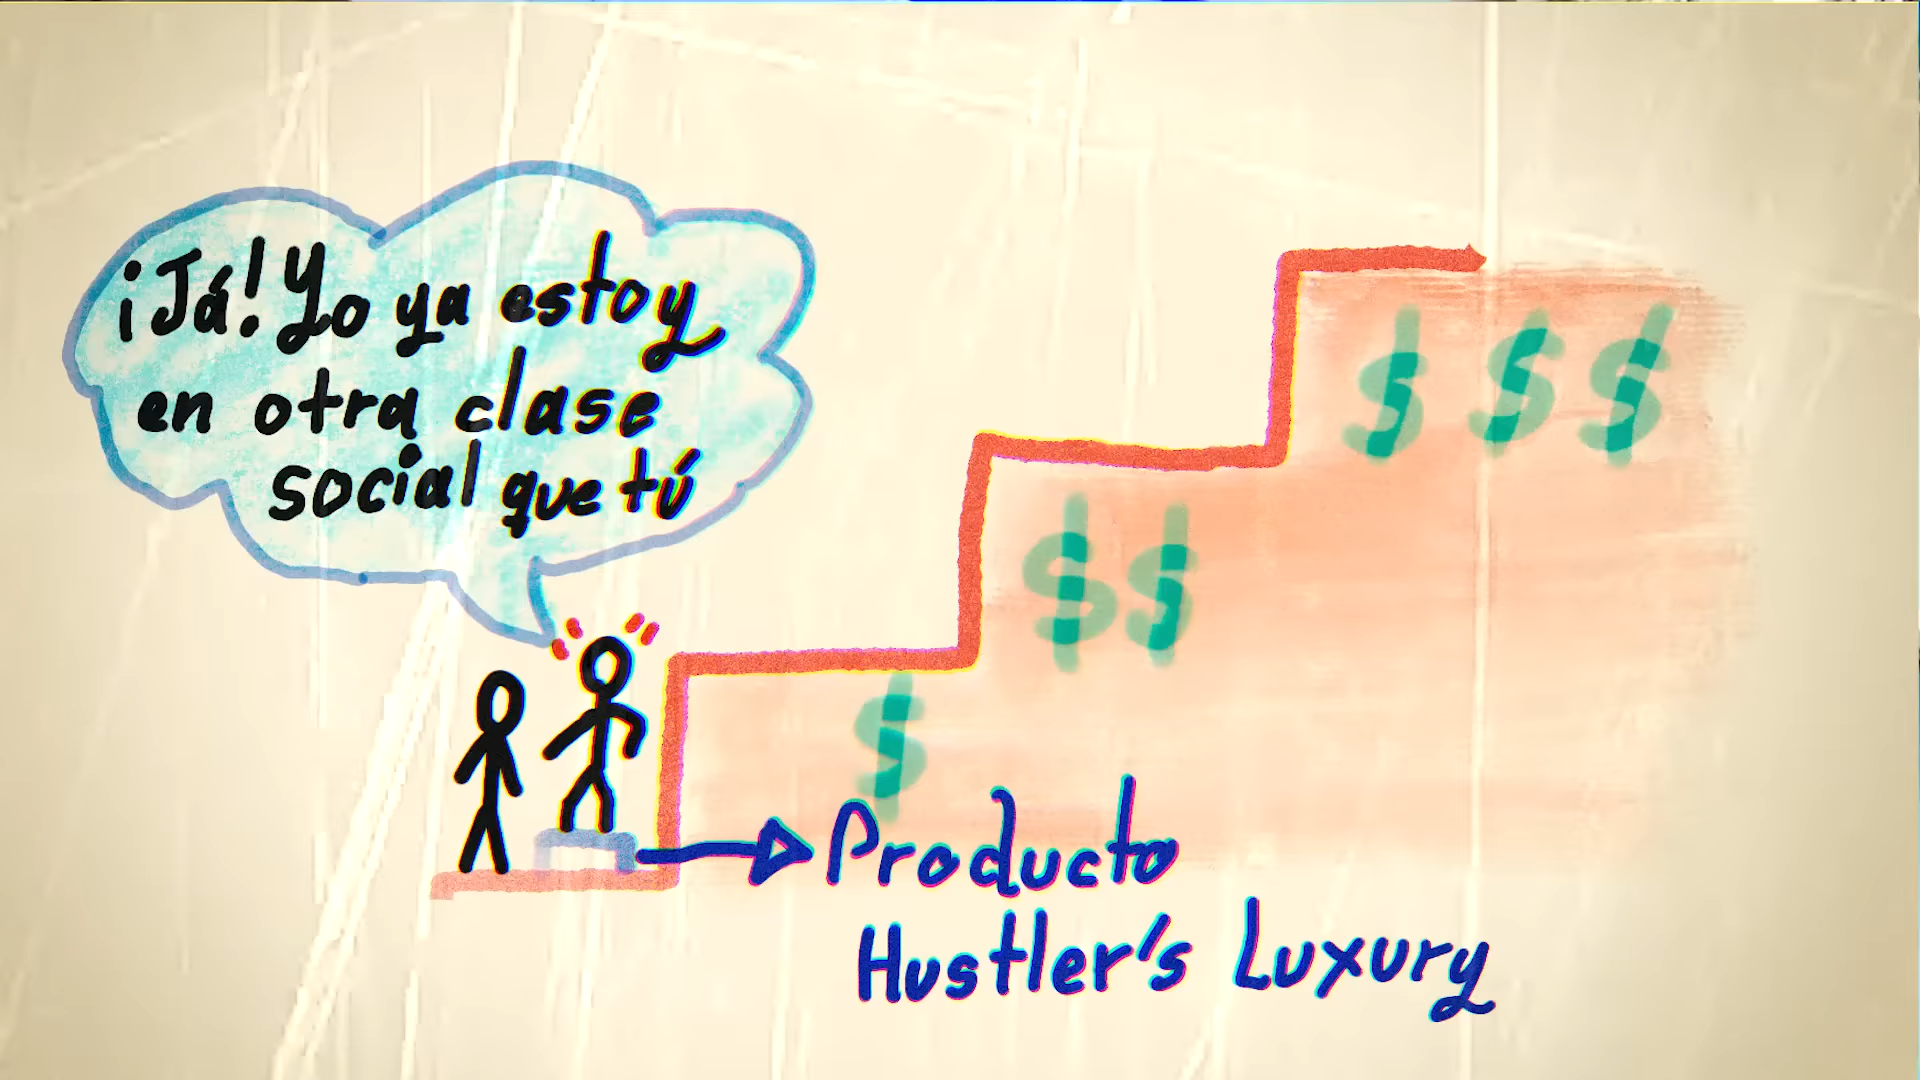 ¡Já! Yo ya estoy
en otra clase
social que tú
$ $ $
$ $
$
Producto
Hustler's Luxury